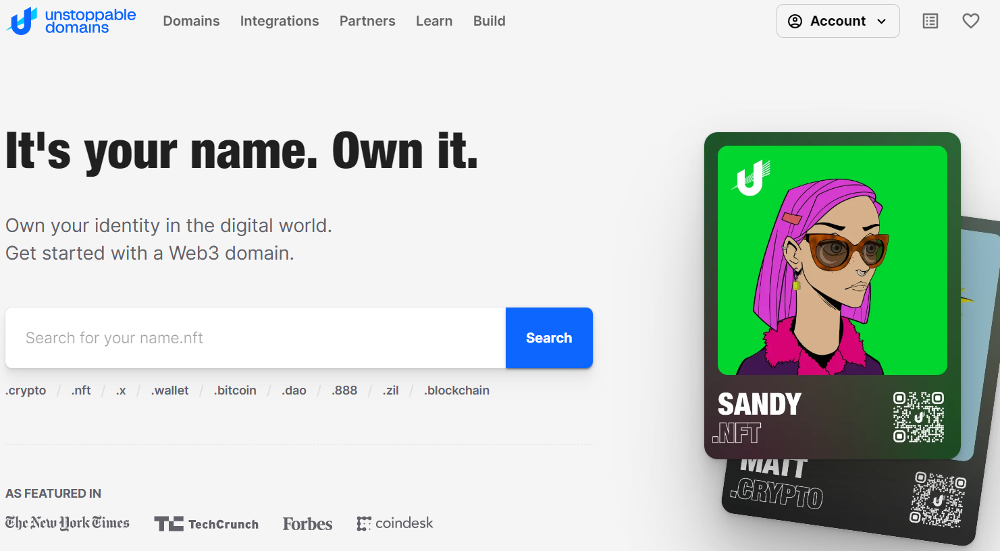 unstoppable
domains
Domains
Integrations
Partners
Learn
Build
Account
It's your name. Own it.
Own your identity in the digital world.
Get started with a Web3 domain.
Search for your name.nft
Search
.crypto / .nft / .x / .wallet / .bitcoin / .dao / .888 / .zil / .blockchain
AS FEATURED IN
The New York Times
TC TechCrunch
Forbes
coindesk
SANDY
.NFT
MATT
.CRYPTO